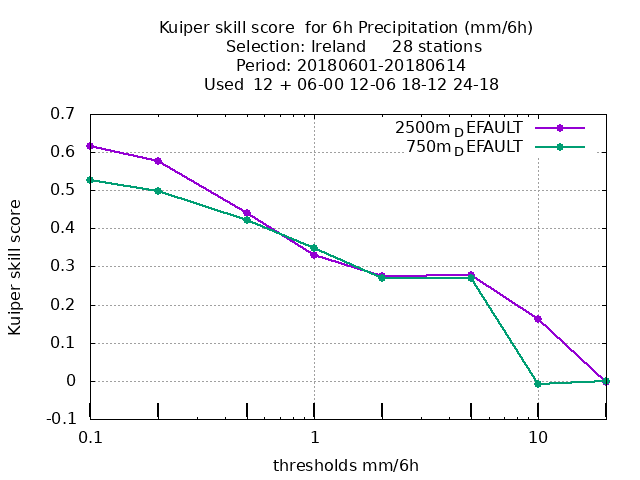 Kuiper skill score  for 6h Precipitation (mm/6h)
Selection: Ireland     28 stations
Period: 20180601-20180614
Used  12 + 06-00 12-06 18-12 24-18
2500m_DEFAULT
750m_DEFAULT
0.7
0.6
0.5
0.4
0.3
0.2
0.1
0
-0.1
Kuiper skill score
0.1 1 10
thresholds mm/6h